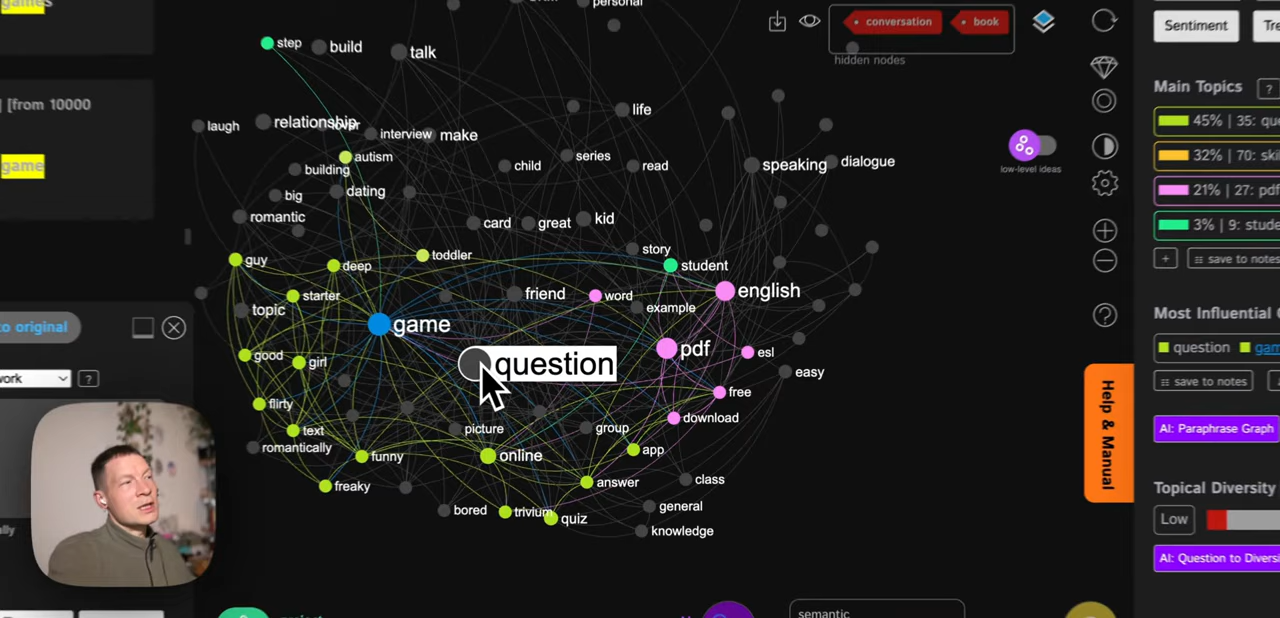 games
| [from 10000
game
to original
work
?
step
build
talk
personal
laugh
relationship
interview
make
life
autism
building
child
series
read
speaking
dialogue
big
dating
romantic
card
great
kid
guy
deep
toddler
story
student
starter
friend
word
example
english
topic
game
good
girl
question
pdf
esl
easy
flirty
free
text
picture
group
download
romantically
funny
online
app
freaky
answer
class
bored
trivium
quiz
general
knowledge
conversation
book
hidden nodes
low-level ideas
?
Help & Manual
semantic
Sentiment
Main Topics
?
45% | 35:
32% | 70:
21% | 27: pdf
3% | 9:
+
save to notes
Most Influential
question
save to notes
AI: Paraphrase Graph
Topical Diversity
Low
AI: Question to